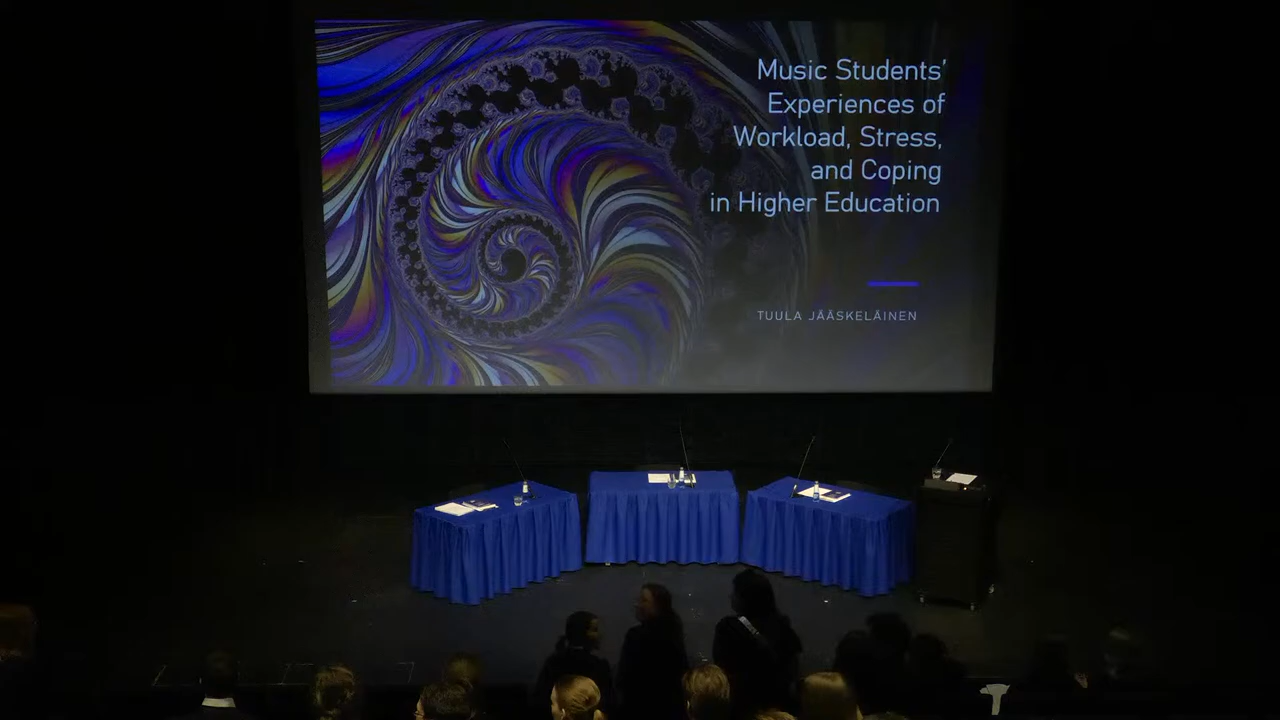 Music Students'
Experiences of
Workload, Stress,
and Coping
in Higher Education
TUULA JÄÄSKELÄINEN